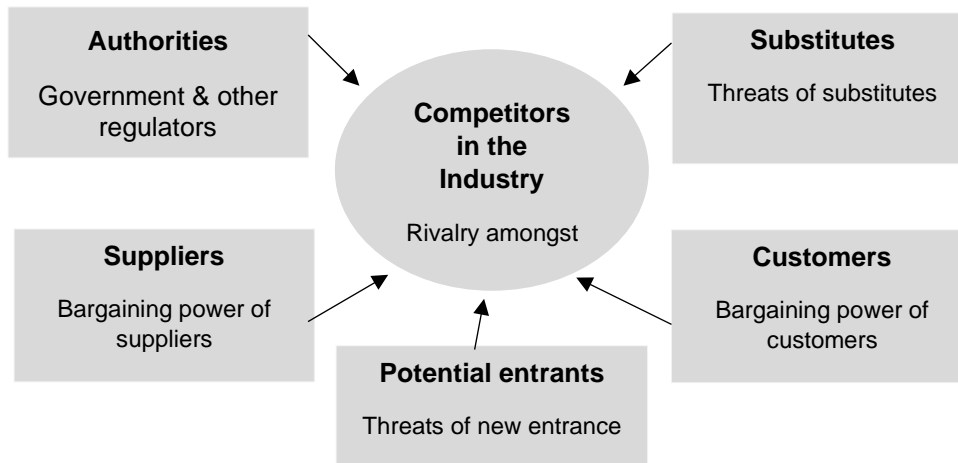 Authorities
Government & other
regulators
Substitutes
Threats of substitutes
Competitors
in the
Industry
Rivalry amongst
Suppliers
Bargaining power of
suppliers
Customers
Bargaining power of
customers
Potential entrants
Threats of new entrance